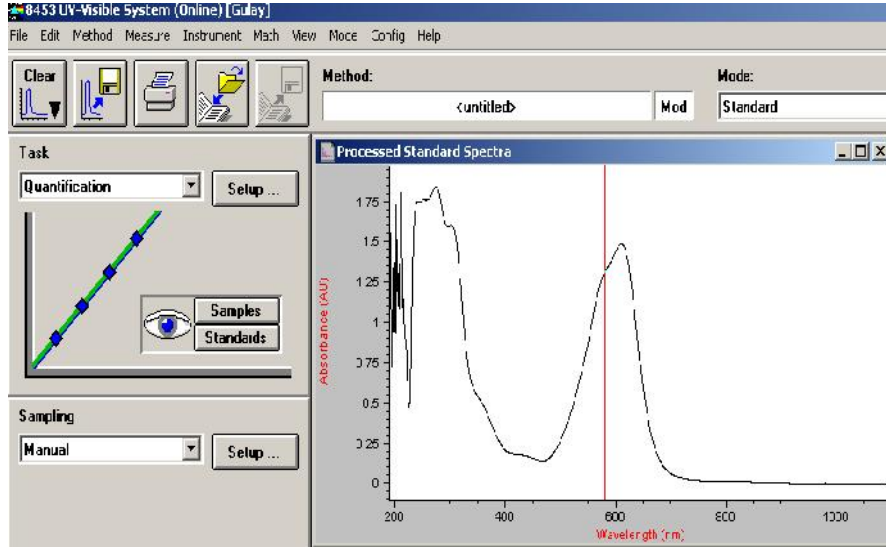 8453 UV-Visible System (Online) [Gulay]
File Edit Method Measure Instrument Math View Mode Config Help
Clear
Method:
<untitled>
Mod
Mode:
Standard
Task
Quantification
Setup ...
Samples
Standards
Sampling
Manual
Setup ...
Processed Standard Spectra
Absorbance (AU)
1.75
1.5
1.25
1
0.75
0.5
0.25
0
200 400 600 800 1000
Wavelength (nm)